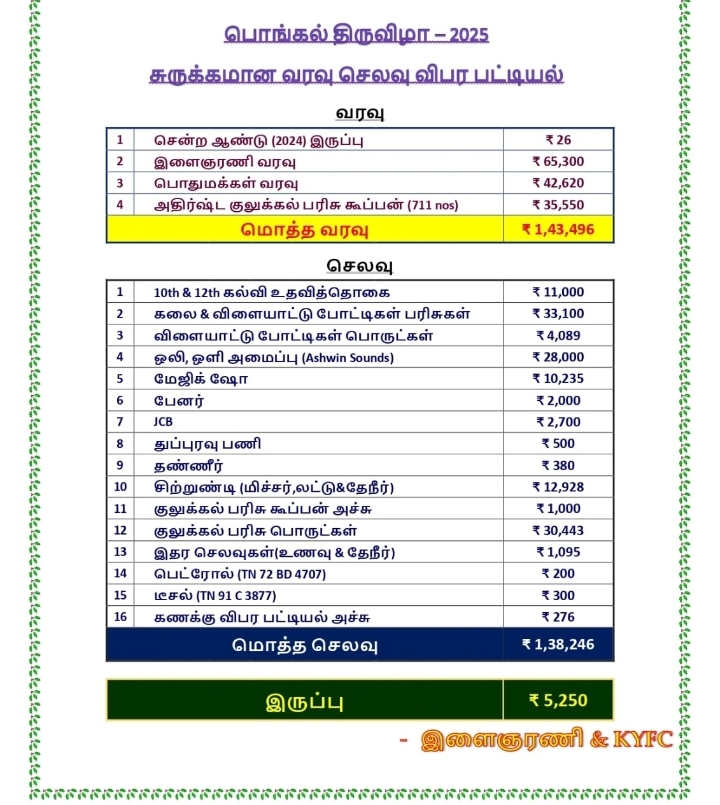 பொங்கல் திருவிழா – 2025
சுருக்கமான வரவு செலவு விபர பட்டியல்
வரவு
1 சென்ற ஆண்டு (2024) இருப்பு ₹ 26
2 இளைஞரணி வரவு ₹ 65,300
3 பொதுமக்கள் வரவு ₹ 42,620
4 அதிர்ஷ்ட குலுக்கல் பரிசு கூப்பன் (711 nos) ₹ 35,550
மொத்த வரவு ₹ 1,43,496
செலவு
1 10th & 12th கல்வி உதவித்தொகை ₹ 11,000
2 கலை & விளையாட்டு போட்டிகள் பரிசுகள் ₹ 33,100
3 விளையாட்டு போட்டிகள் பொருட்கள் ₹ 4,089
4 ஒலி, ஒளி அமைப்பு (Ashwin Sounds) ₹ 28,000
5 மேஜிக் ஷோ ₹ 10,235
6 பேனர் ₹ 2,000
7 JCB ₹ 2,700
8 துப்புரவு பணி ₹ 500
9 தண்ணீர் ₹ 380
10 சிற்றுண்டி (மிச்சர்,லட்டு&தேநீர்) ₹ 12,928
11 குலுக்கல் பரிசு கூப்பன் அச்சு ₹ 1,000
12 குலுக்கல் பரிசு பொருட்கள் ₹ 30,443
13 இதர செலவுகள்(உணவு & தேநீர்) ₹ 1,095
14 பெட்ரோல் (TN 72 BD 4707) ₹ 200
15 டீசல் (TN 91 C 3877) ₹ 300
16 கணக்கு விபர பட்டியல் அச்சு ₹ 276
மொத்த செலவு ₹ 1,38,246
இருப்பு ₹ 5,250
- இளைஞரணி & KYFC